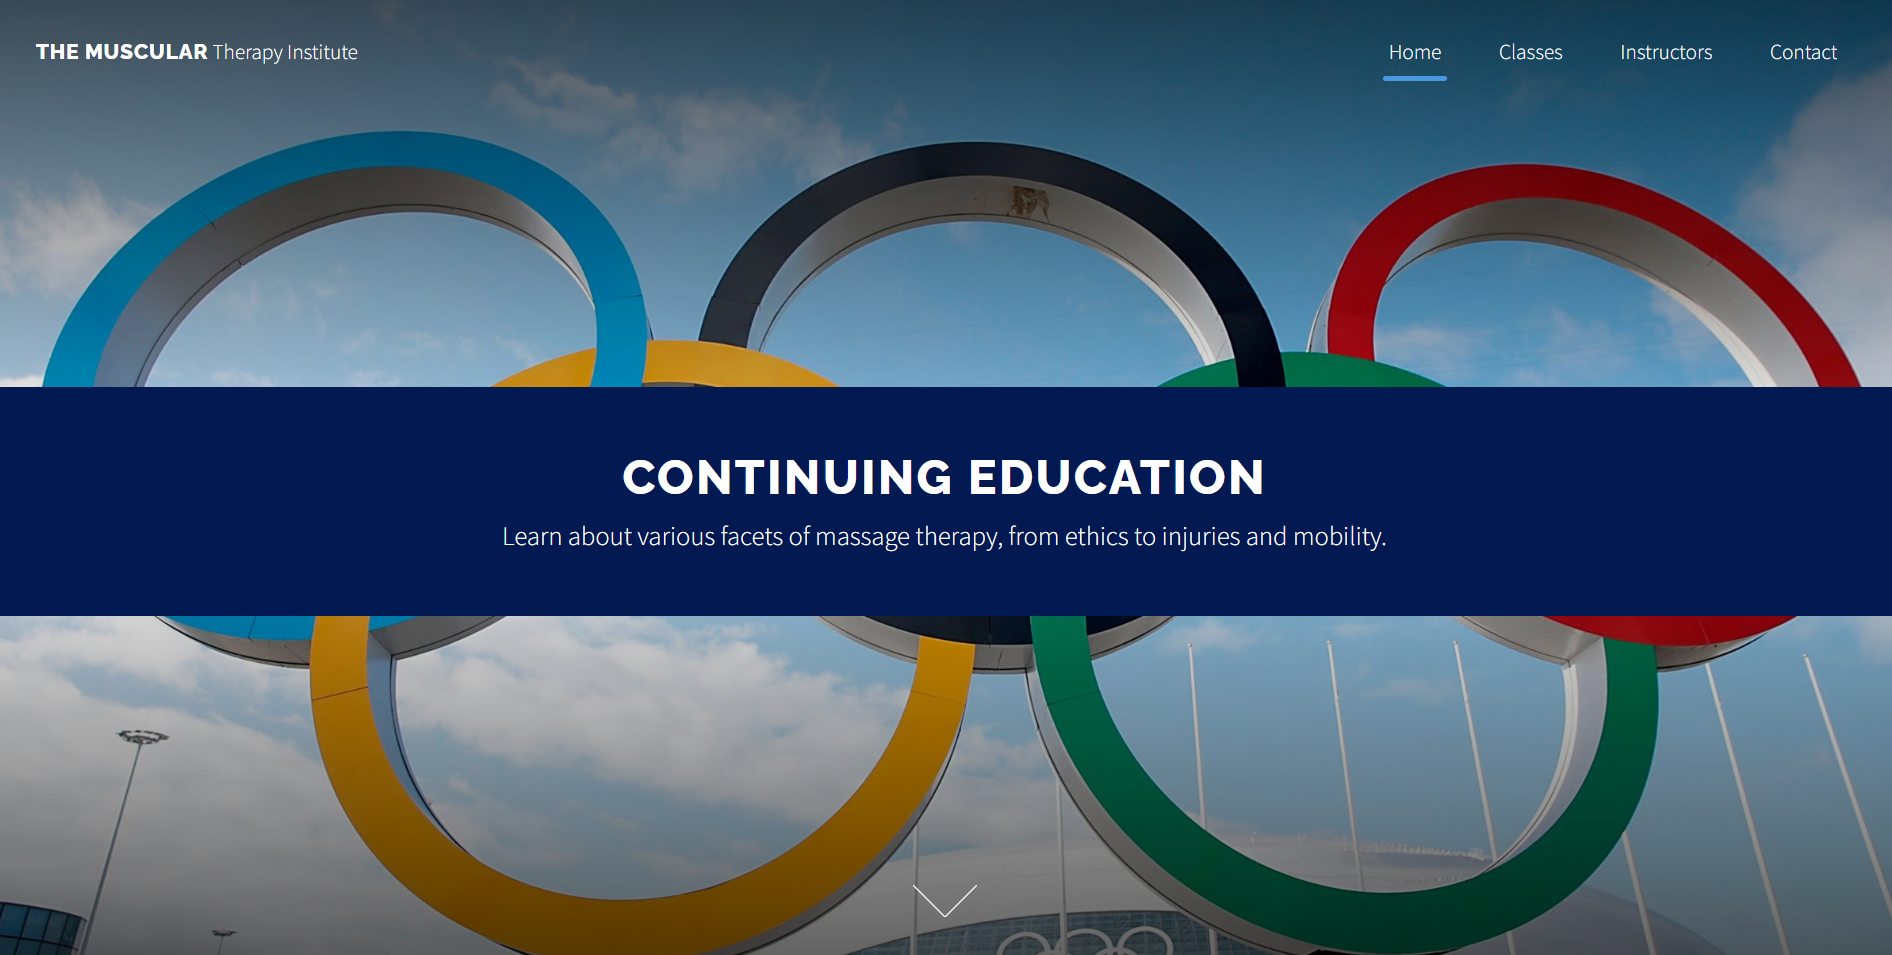 THE MUSCULAR Therapy Institute
Home Classes Instructors Contact
CONTINUING EDUCATION
Learn about various facets of massage therapy, from ethics to injuries and mobility.